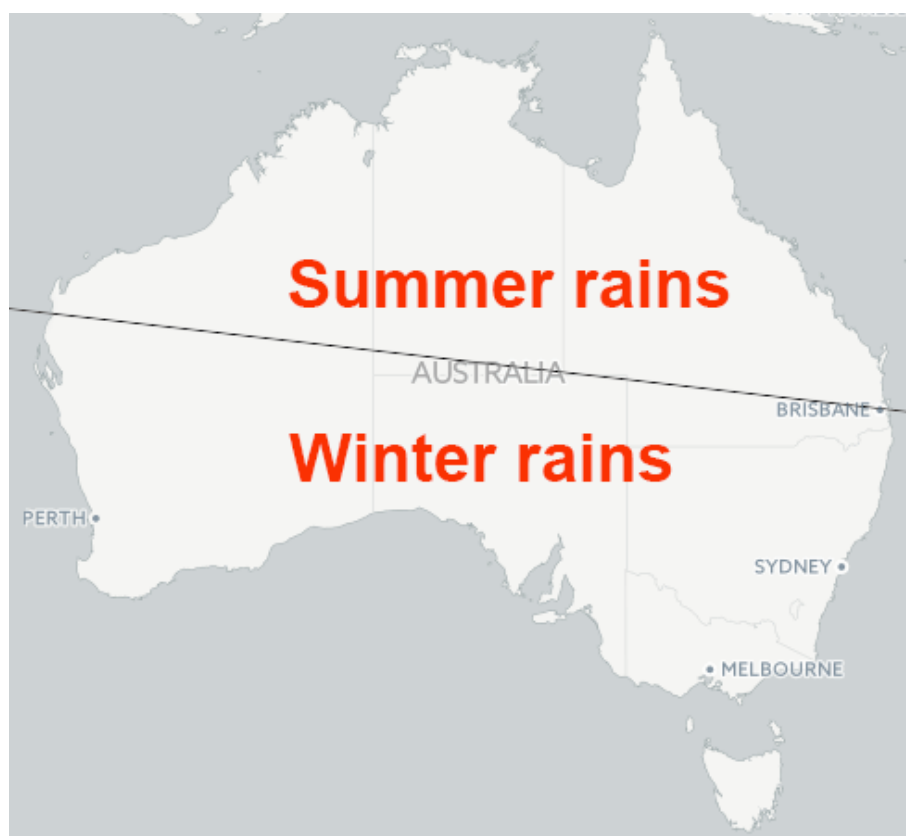 Summer rains
AUSTRALIA
BRISBANE
Winter rains
PERTH
SYDNEY
MELBOURNE